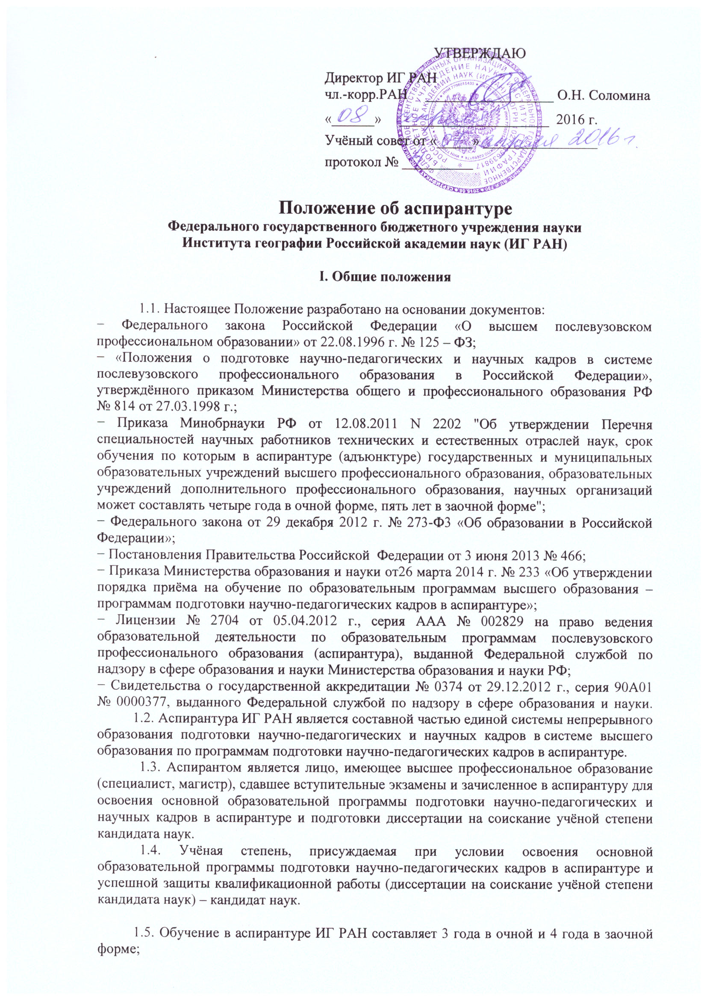 УТВЕРЖДАЮ
Директор ИГ РАН
чл.-корр.РАН ____________ О.Н. Соломина
«08» апреля 2016 г.
Учёный совет от «____» апреля 2016 г.
протокол № __________
Положение об аспирантуре
Федерального государственного бюджетного учреждения науки
Института географии Российской академии наук (ИГ РАН)
I. Общие положения
1.1. Настоящее Положение разработано на основании документов:
− Федерального закона Российской Федерации «О высшем послевузовском
профессиональном образовании» от 22.08.1996 г. № 125 – ФЗ;
− «Положения о подготовке научно-педагогических и научных кадров в системе
послевузовского профессионального образования в Российской Федерации»,
утверждённого приказом Министерства общего и профессионального образования РФ
№ 814 от 27.03.1998 г.;
− Приказа Минобрнауки РФ от 12.08.2011 N 2202 "Об утверждении Перечня
специальностей научных работников технических и естественных отраслей наук, срок
обучения по которым в аспирантуре (адъюнктуре) государственных и муниципальных
образовательных учреждений высшего профессионального образования, образовательных
учреждений дополнительного профессионального образования, научных организаций
может составлять четыре года в очной форме, пять лет в заочной форме";
− Федерального закона от 29 декабря 2012 г. № 273-ФЗ «Об образовании в Российской
Федерации»;
− Постановления Правительства Российской Федерации от 3 июня 2013 № 466;
− Приказа Министерства образования и науки от26 марта 2014 г. № 233 «Об утверждении
порядка приёма на обучение по образовательным программам высшего образования –
программам подготовки научно-педагогических кадров в аспирантуре»;
− Лицензии № 2704 от 05.04.2012 г., серия ААА № 002829 на право ведения
образовательной деятельности по образовательным программам послевузовского
профессионального образования (аспирантура), выданной Федеральной службой по
надзору в сфере образования и науки Министерства образования и науки РФ;
− Свидетельства о государственной аккредитации № 0374 от 29.12.2012 г., серия 90А01
№ 0000377, выданного Федеральной службой по надзору в сфере образования и науки.
1.2. Аспирантура ИГ РАН является составной частью единой системы непрерывного
образования подготовки научно-педагогических и научных кадров в системе высшего
образования по программам подготовки научно-педагогических кадров в аспирантуре.
1.3. Аспирантом является лицо, имеющее высшее профессиональное образование
(специалист, магистр), сдавшее вступительные экзамены и зачисленное в аспирантуру для
освоения основной образовательной программы подготовки научно-педагогических и
научных кадров в аспирантуре и подготовки диссертации на соискание учёной степени
кандидата наук.
1.4. Учёная степень, присуждаемая при условии освоения основной
образовательной программы подготовки научно-педагогических кадров в аспирантуре и
успешной защиты квалификационной работы (диссертации на соискание учёной степени
кандидата наук) – кандидат наук.
1.5. Обучение в аспирантуре ИГ РАН составляет 3 года в очной и 4 года в заочной
форме;